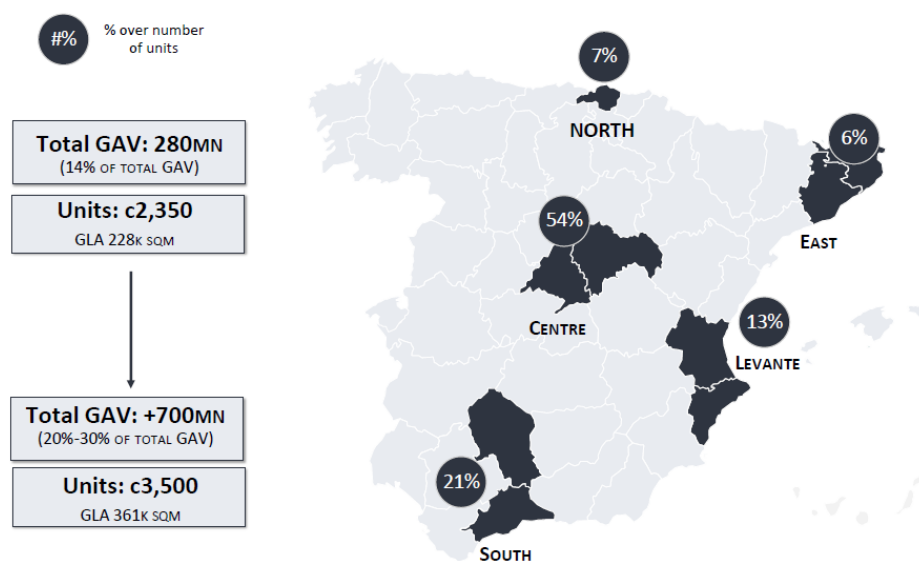 #%
% over number
of units
Total GAV: 280MN
(14% OF TOTAL GAV)
Units: c2,350
GLA 228K SQM
Total GAV: +700MN
(20%-30% OF TOTAL GAV)
Units: c3,500
GLA 361K SQM
7%
NORTH
6%
EAST
54%
CENTRE
13%
LEVANTE
21%
SOUTH